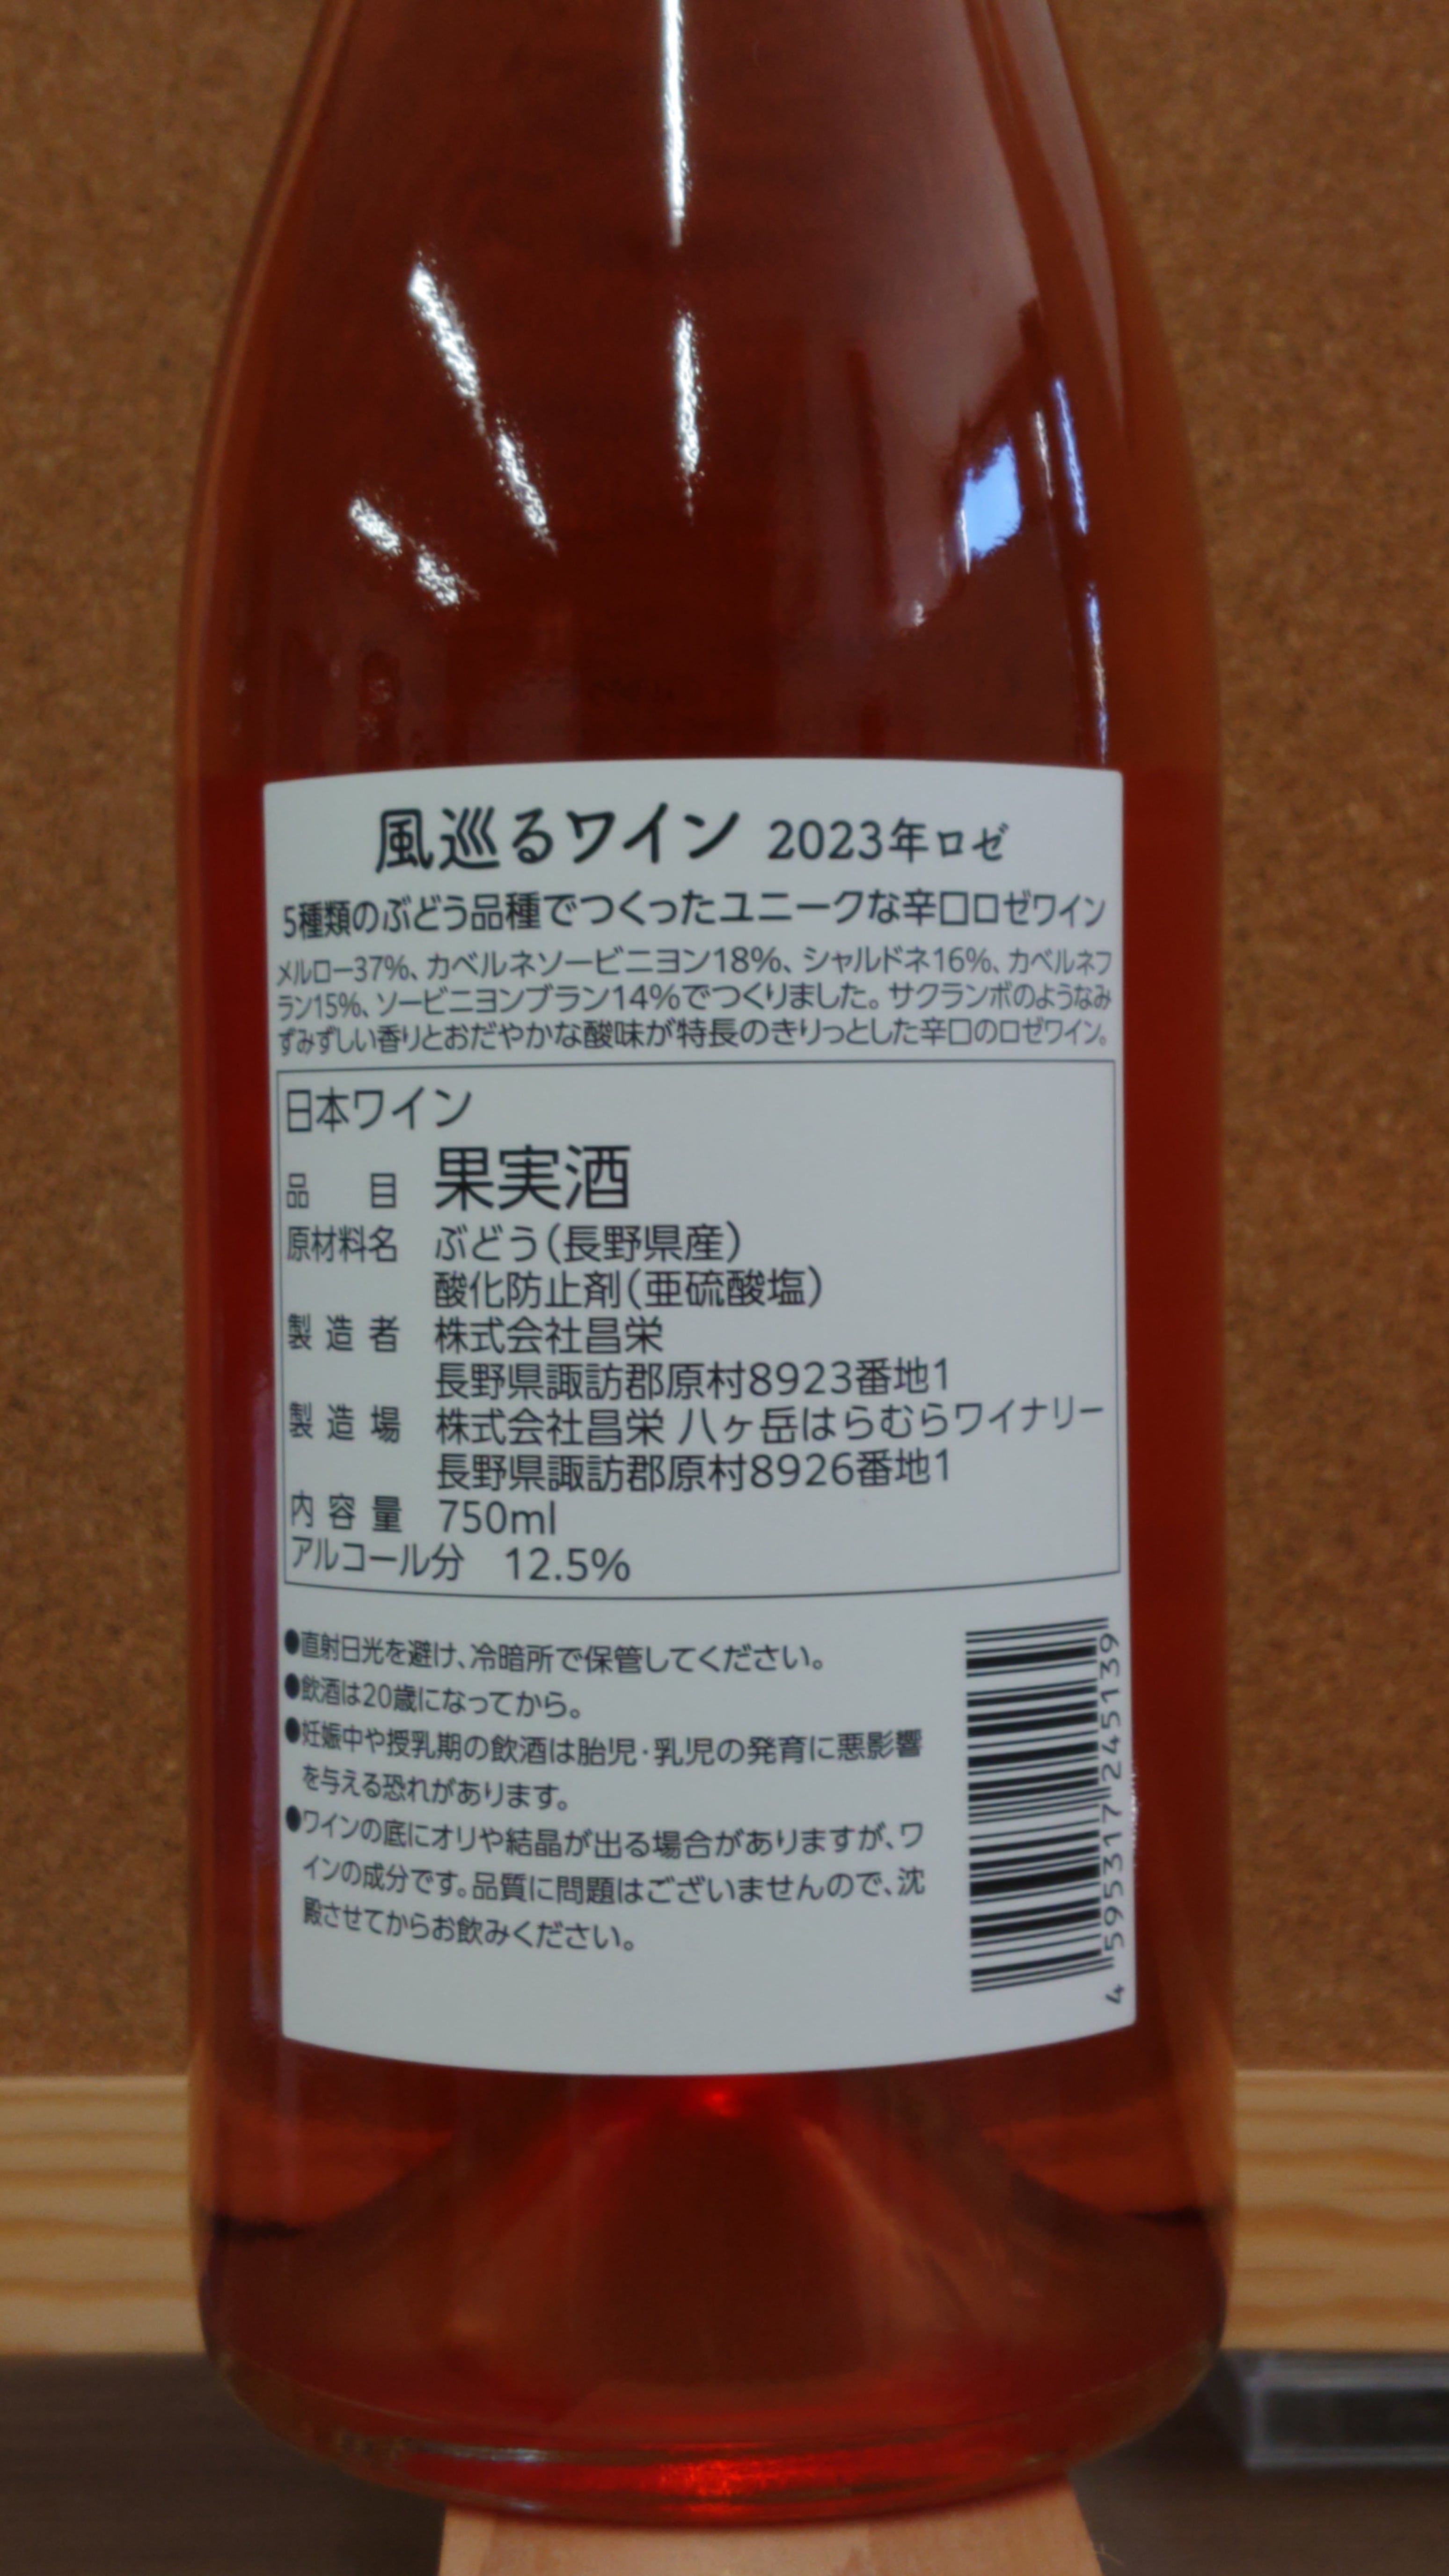 風巡るワイン 2023年ロゼ
5種類のぶどう品種でつくったユニークな辛口ロゼワイン
メルロー37%、カベルネソービニヨン18%、シャルドネ16%、カベルネフ
ラン15%、ソービニヨンブラン14%でつくりました。サクランボのようなみ
ずみずしい香りとおだやかな酸味が特長のきりっとした辛口のロゼワイン。
日本ワイン
品 目 果実酒
原材料名 ぶどう(長野県産)
酸化防止剤(亜硫酸塩)
製造者 株式会社昌栄
長野県諏訪郡原村8923番地1
製造場 株式会社昌栄 八ヶ岳はらむらワイナリー
長野県諏訪郡原村8926番地1
内容量 750ml
アルコール分 12.5%
●直射日光を避け、冷暗所で保管してください。
●飲酒は20歳になってから。
●妊娠中や授乳期の飲酒は胎児・乳児の発育に悪影響
を与える恐れがあります。
●ワインの底にオリや結晶が出る場合がありますが、ワ
インの成分です。品質に問題はございませんので、沈
殿させてからお飲みください。
4 595317 245139